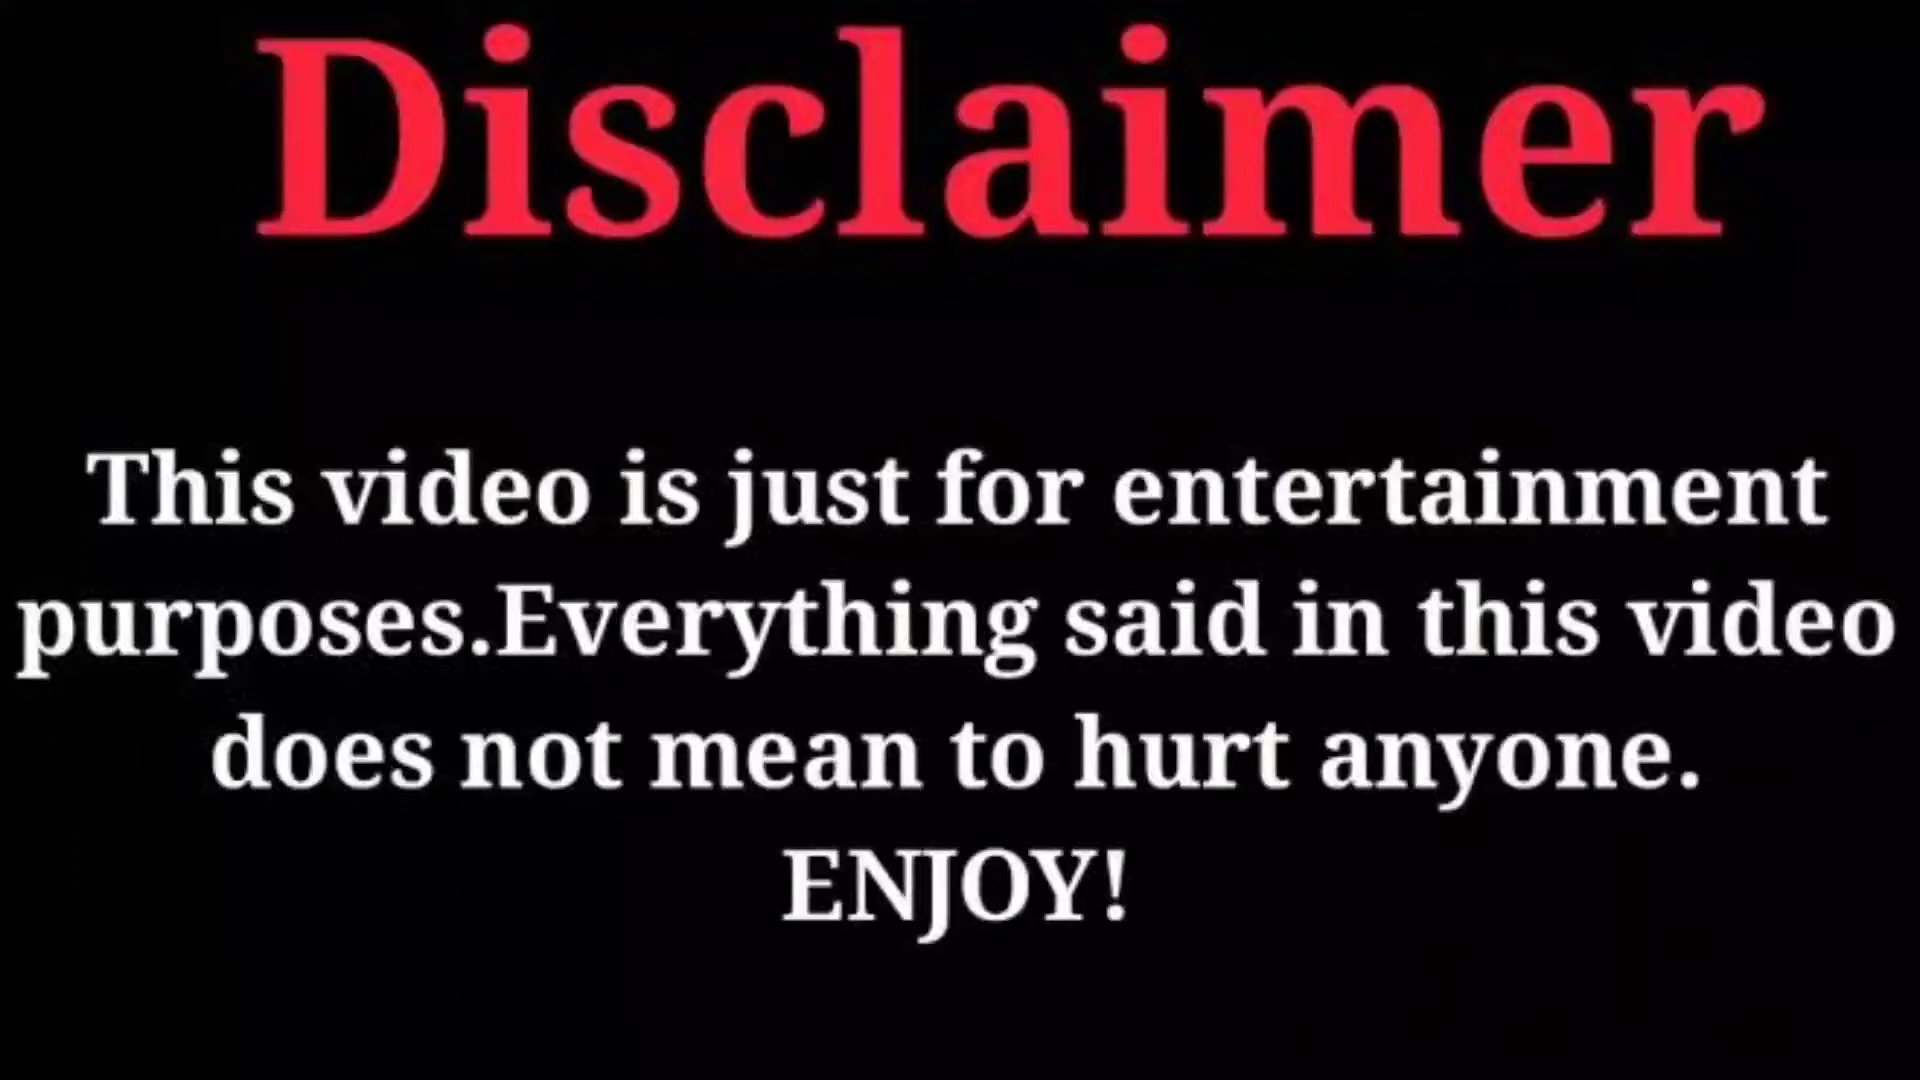 Disclaimer
This video is just for entertainment
purposes.Everything said in this video
does not mean to hurt anyone.
ENJOY!